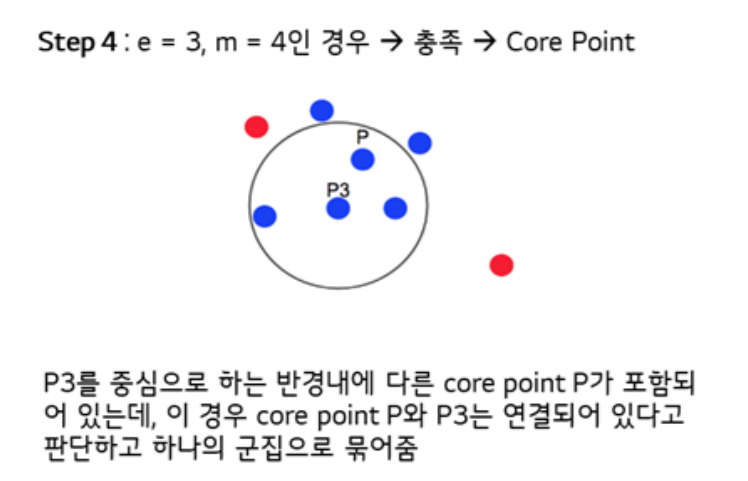 Step 4 : e = 3, m = 4인 경우 → 충족 → Core Point
P
P3
P3를 중심으로 하는 반경내에 다른 core point P가 포함되
어 있는데, 이 경우 core point P와 P3는 연결되어 있다고
판단하고 하나의 군집으로 묶어줌